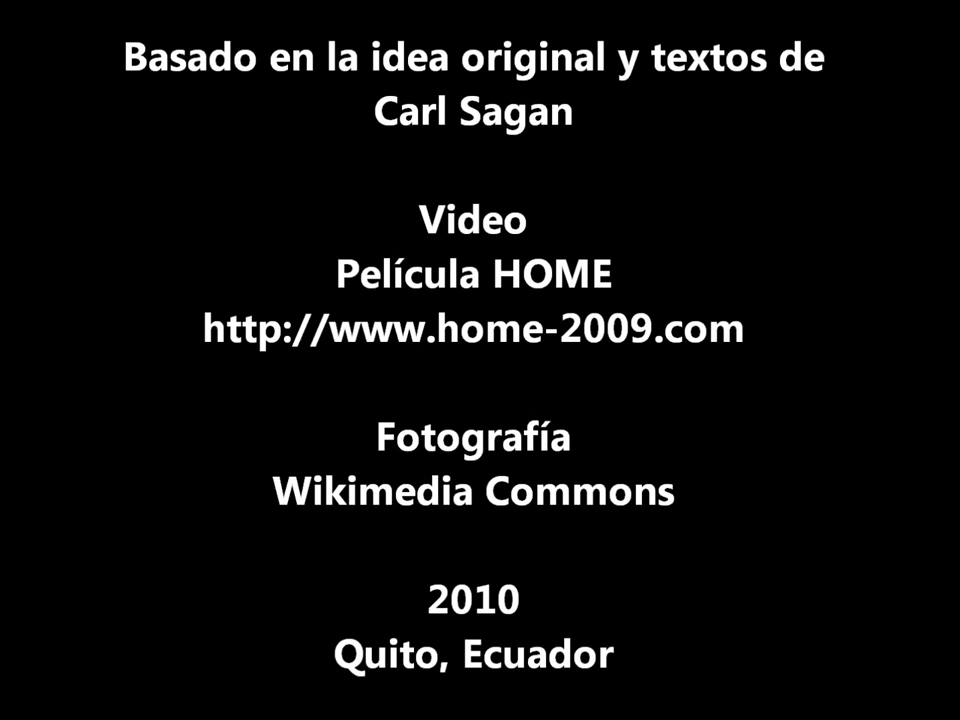 Basado en la idea original y textos de
Carl Sagan
Video
Película HOME
http://www.home-2009.com
Fotografía
Wikimedia Commons
2010
Quito, Ecuador